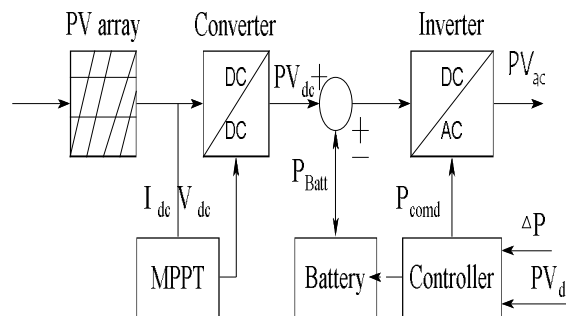 PV array
Converter
Inverter
DC
DC
PV dc
+
+
−
DC
AC
PV ac
I dc V dc
P Batt
P comd
ΔP
MPPT
Battery
Controller
PV d